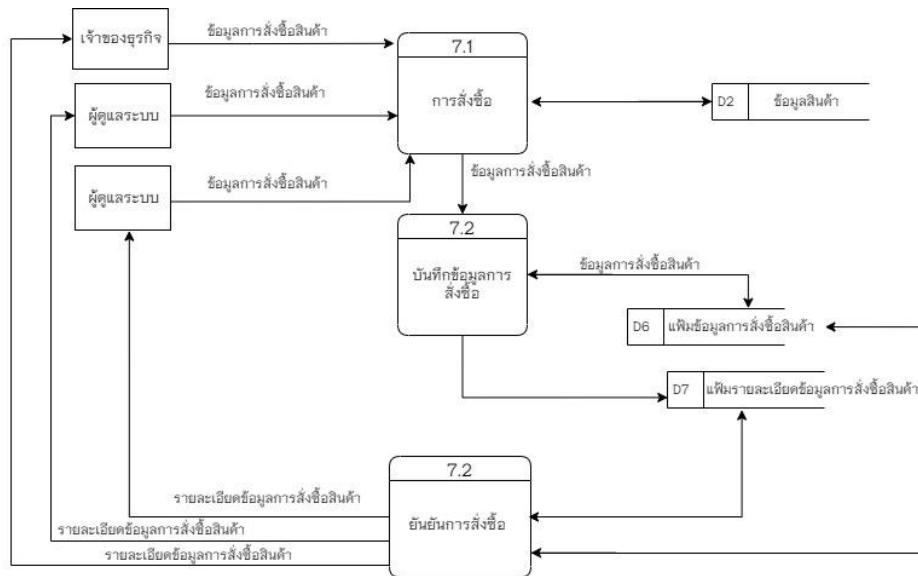 เจ้าของธุรกิจ
ข้อมูลการสั่งซื้อสินค้า
7.1
การสั่งซื้อ
ผู้ดูแลระบบ
ข้อมูลการสั่งซื้อสินค้า
D2 ข้อมูลสินค้า
ผู้ดูแลระบบ
ข้อมูลการสั่งซื้อสินค้า
ข้อมูลการสั่งซื้อสินค้า
7.2
บันทึกข้อมูลการ
สั่งซื้อ
ข้อมูลการสั่งซื้อสินค้า
D6 แฟ้มข้อมูลการสั่งซื้อสินค้า
D7 แฟ้มรายละเอียดข้อมูลการสั่งซื้อสินค้า
7.2
ยันยันการสั่งซื้อ
รายละเอียดข้อมูลการสั่งซื้อสินค้า
รายละเอียดข้อมูลการสั่งซื้อสินค้า
รายละเอียดข้อมูลการสั่งซื้อสินค้า